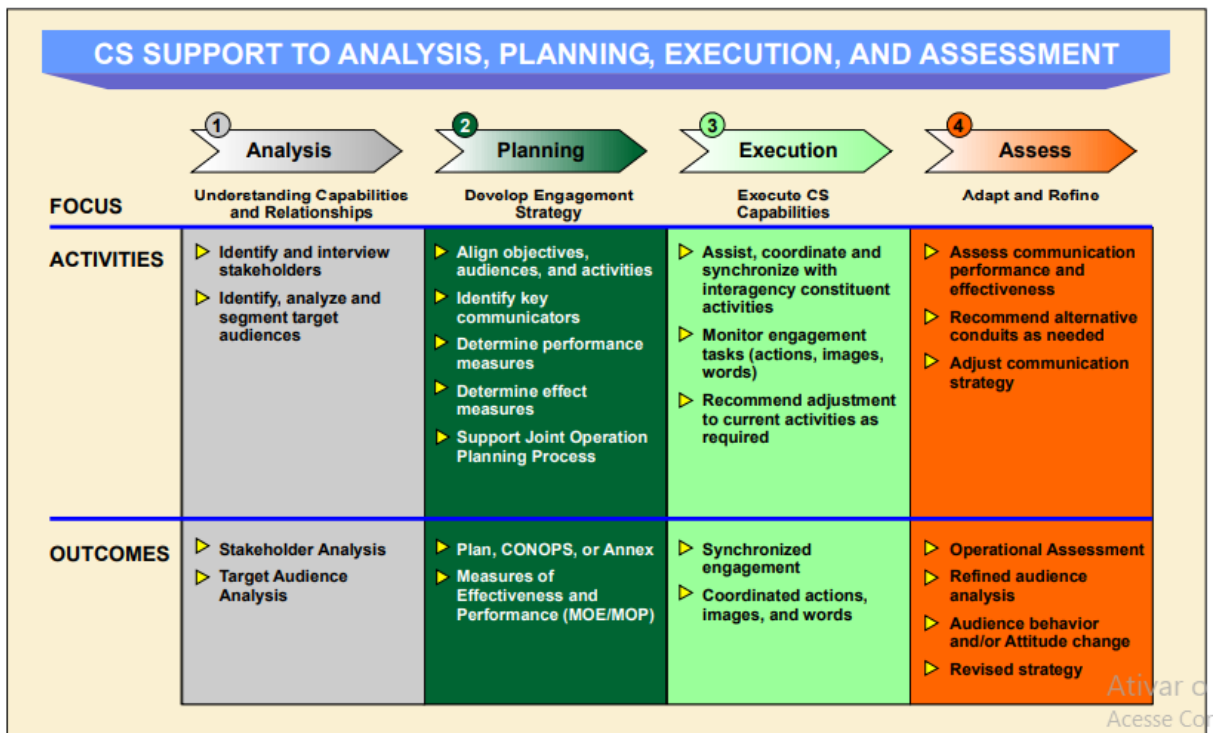 CS SUPPORT TO ANALYSIS, PLANNING, EXECUTION, AND ASSESSMENT
1
Analysis
2
Planning
3
Execution
4
Assess
FOCUS
Understanding Capabilities
and Relationships
Develop Engagement
Strategy
Execute CS
Capabilities
Adapt and Refine
ACTIVITIES
Identify and interview
stakeholders
Identify, analyze and
segment target
audiences
Align objectives,
audiences, and activities
Identify key
communicators
Determine performance
measures
Determine effect
measures
Support Joint Operation
Planning Process
Assist, coordinate and
synchronize with
interagency constituent
activities
Monitor engagement
tasks (actions, images,
words)
Recommend adjustment
to current activities as
required
Assess communication
performance and
effectiveness
Recommend alternative
conduits as needed
Adjust communication
strategy
OUTCOMES
Stakeholder Analysis
Target Audience
Analysis
Plan, CONOPS, or Annex
Measures of
Effectiveness and
Performance (MOE/MOP)
Synchronized
engagement
Coordinated actions,
images, and words
Operational Assessment
Refined audience
analysis
Audience behavior
and/or Attitude change
Revised strategy
Ativar o
Acesse Cor